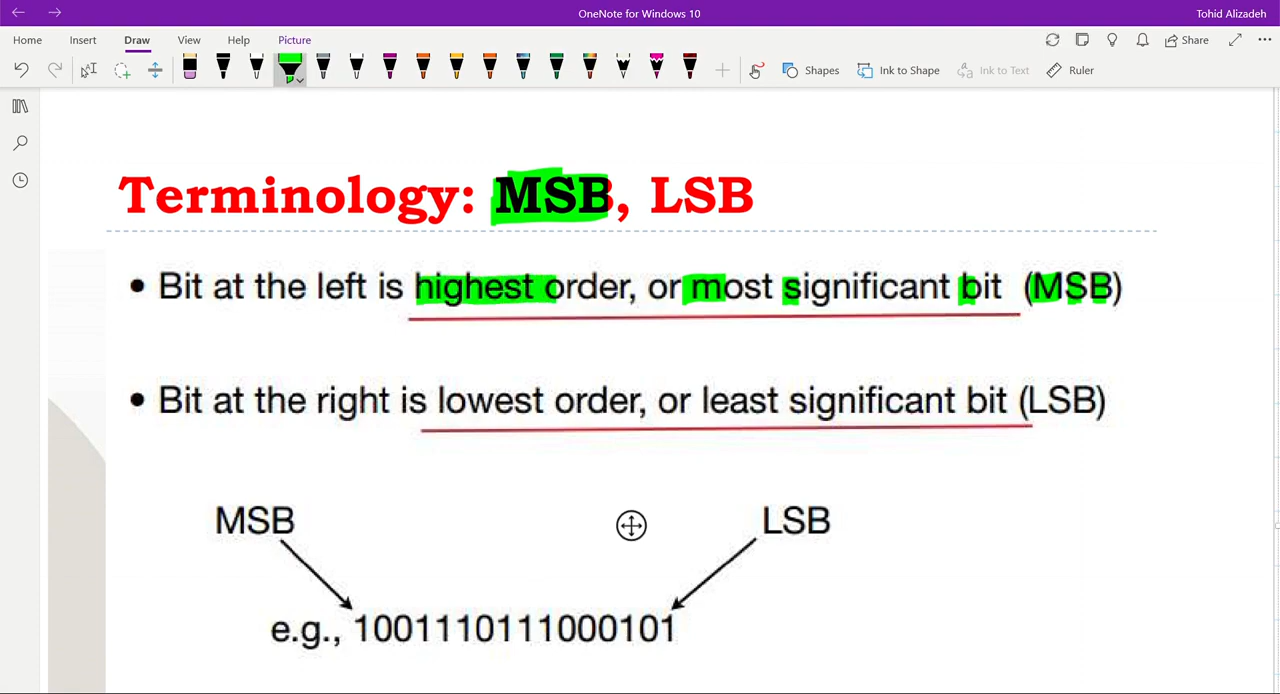 OneNote for Windows 10
Tohid Alizadeh
Home Insert Draw View Help Picture
Share
Shapes Ink to Shape Ink to Text Ruler
Terminology: MSB, LSB
• Bit at the left is highest order, or most significant bit (MSB)
• Bit at the right is lowest order, or least significant bit (LSB)
MSB LSB
e.g., 1001110111000101